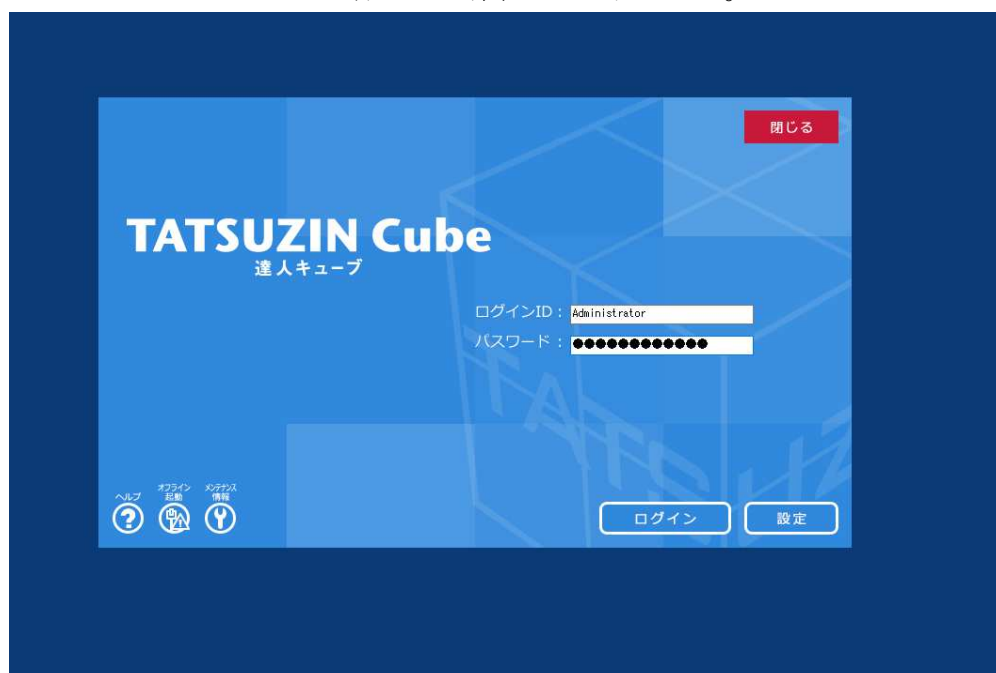 閉じる
TATSUZIN Cube
達人キューブ
ログインID：
Administrator
パスワード：
●●●●●●●●●●●●
TATSUZ
ヘルプ
オフライン
起動
メンテナンス
情報
ログイン
設定